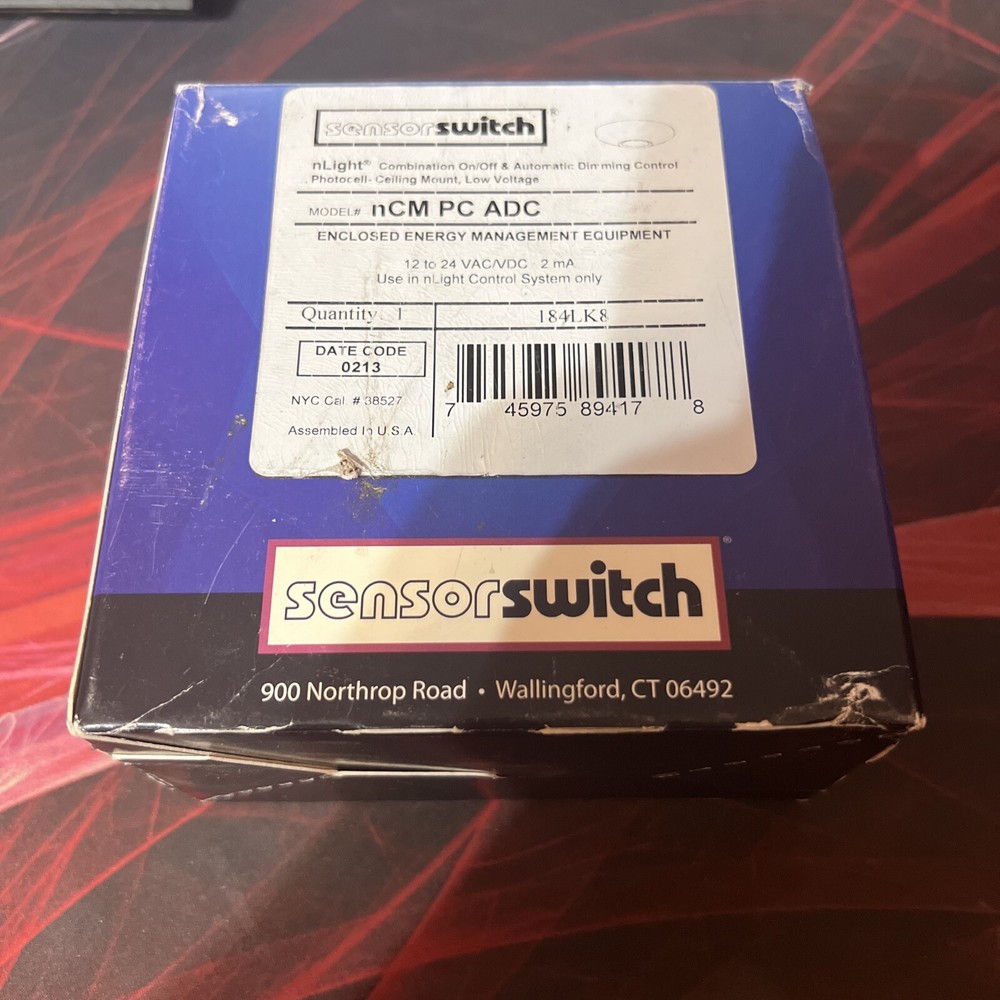 sensorswitch®
nLight® Combination On/Off & Automatic Dimming Control
Photocell- Ceiling Mount, Low Voltage
MODEL# nCM PC ADC
ENCLOSED ENERGY MANAGEMENT EQUIPMENT
12 to 24 VAC/VDC - 2 mA
Use in nLight Control System only
Quantity: 1 184LK8
DATE CODE
0213
NYC Cal. # 38527
Assembled In U.S.A.
7 45975 89417 8
sensorswitch®
900 Northrop Road • Wallingford, CT 06492